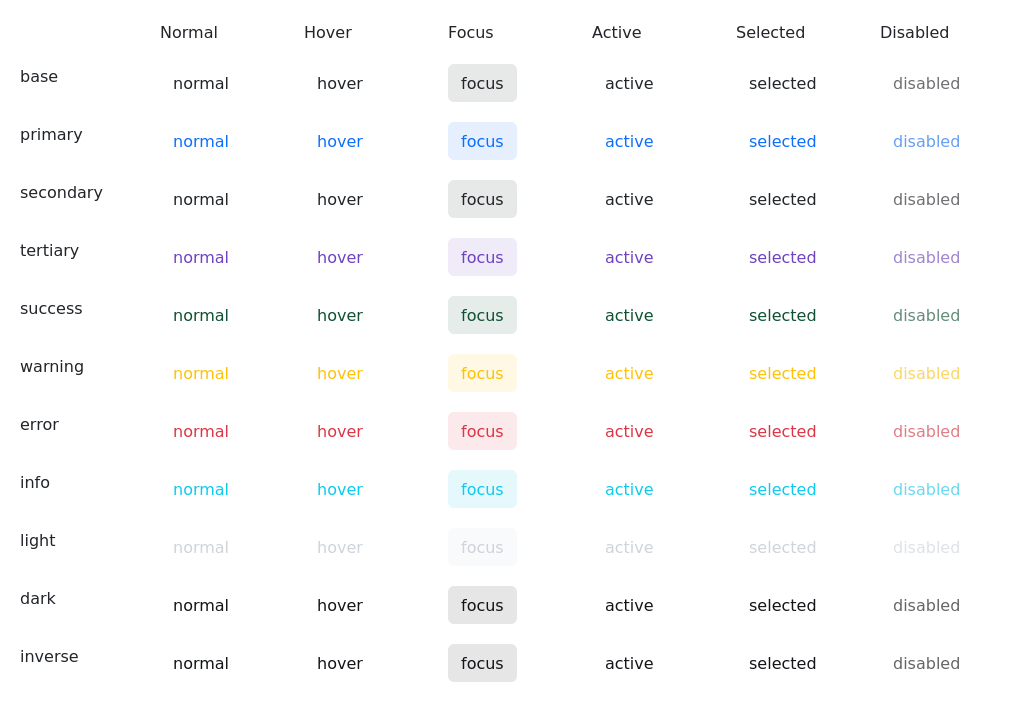 Normal Hover Focus Active Selected Disabled
base normal hover focus active selected disabled
primary normal hover focus active selected disabled
secondary normal hover focus active selected disabled
tertiary normal hover focus active selected disabled
success normal hover focus active selected disabled
warning normal hover focus active selected disabled
error normal hover focus active selected disabled
info normal hover focus active selected disabled
light normal hover focus active selected disabled
dark normal hover focus active selected disabled
inverse normal hover focus active selected disabled